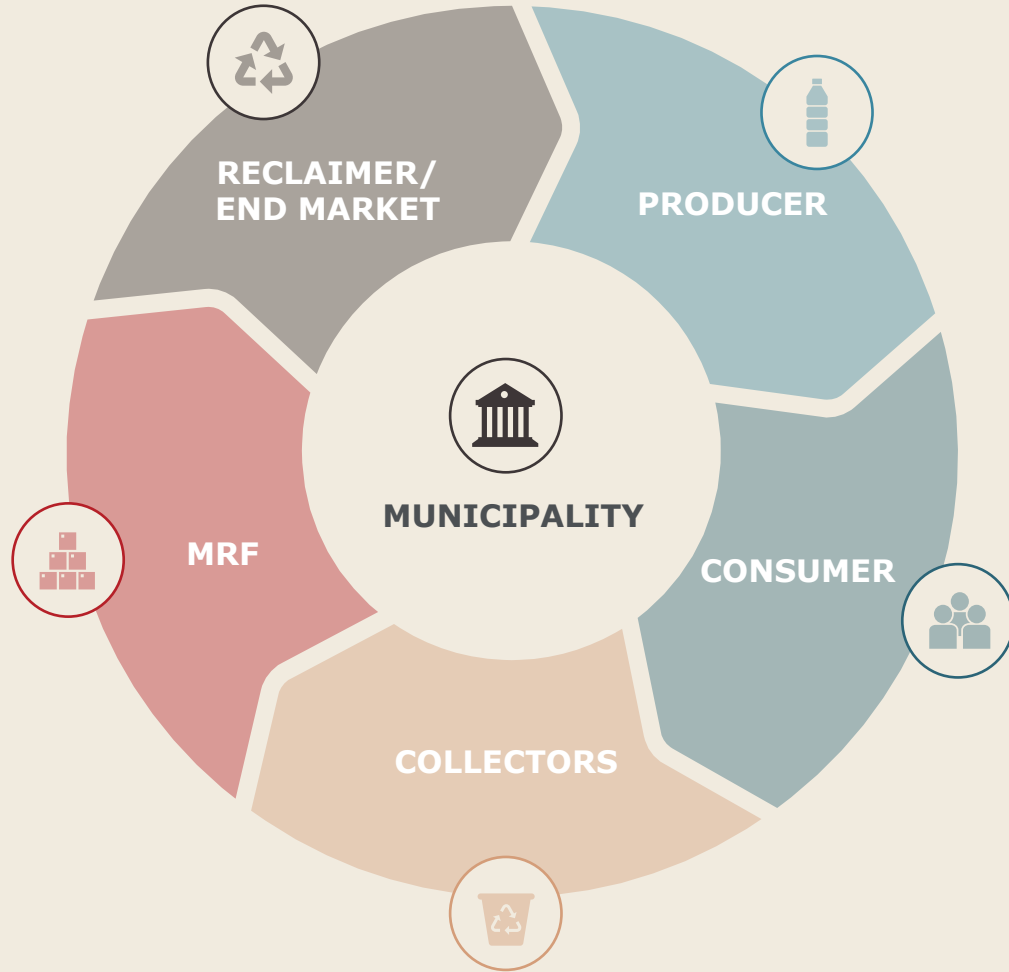 RECLAIMER/
END MARKET
PRODUCER
MUNICIPALITY
MRF
CONSUMER
COLLECTORS